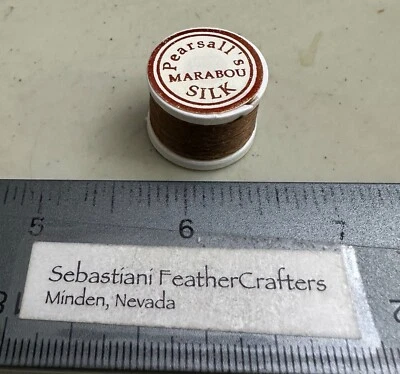 Pearsall's
MARABOU
SILK
5 6 7
Sebastiani FeatherCrafters
Minden, Nevada